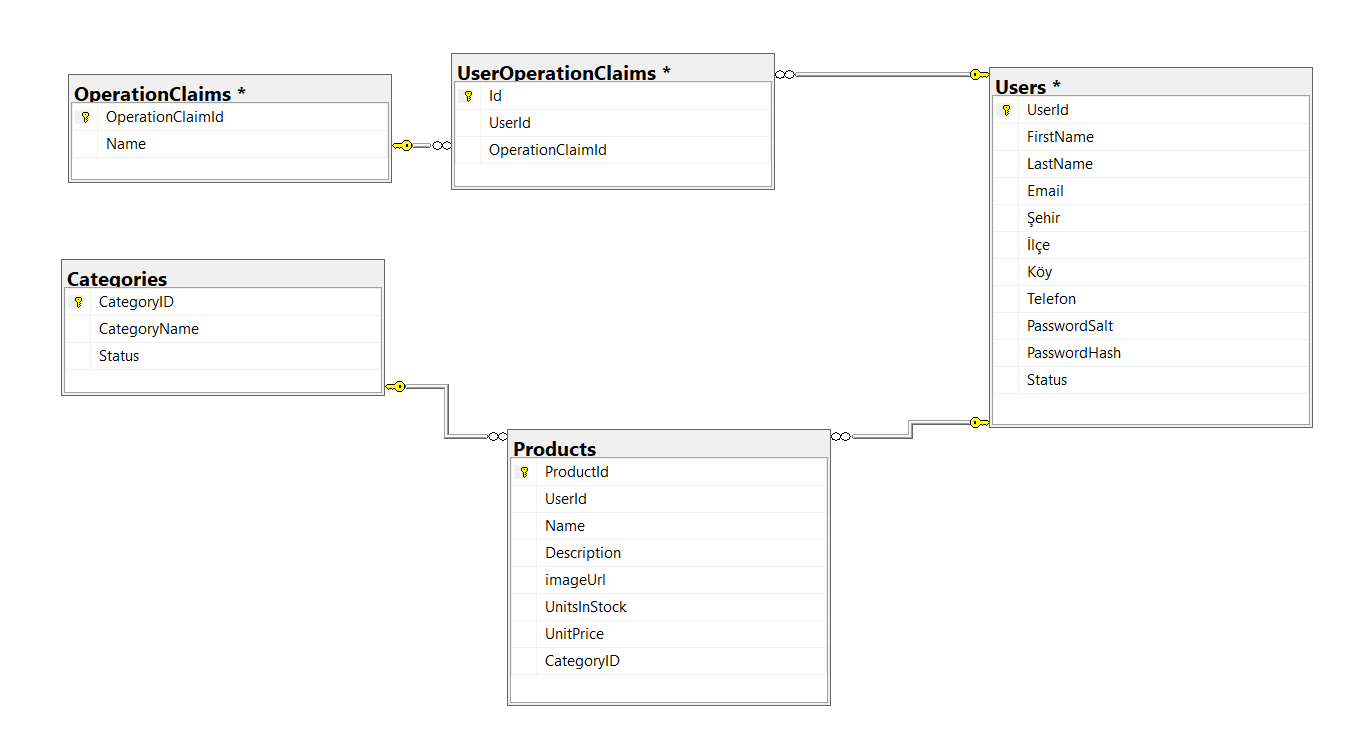 OperationClaims *
OperationClaimId
Name
UserOperationClaims *
Id
UserId
OperationClaimId
Users *
UserId
FirstName
LastName
Email
Şehir
İlçe
Köy
Telefon
PasswordSalt
PasswordHash
Status
Categories
CategoryID
CategoryName
Status
Products
ProductId
UserId
Name
Description
imageUrl
UnitsInStock
UnitPrice
CategoryID